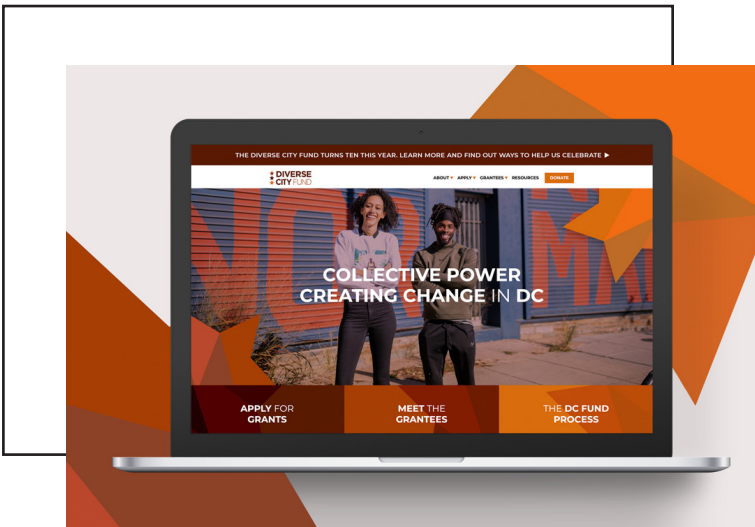 THE DIVERSE CITY FUND TURNS TEN THIS YEAR. LEARN MORE AND FIND OUT WAYS TO HELP US CELEBRATE ▶
DIVERSE
CITY FUND
ABOUT ▾ APPLY ▾ GRANTEES ▾ RESOURCES DONATE
NOR MA
COLLECTIVE POWER
CREATING CHANGE IN DC
APPLY FOR
GRANTS
MEET THE
GRANTEES
THE DC FUND
PROCESS